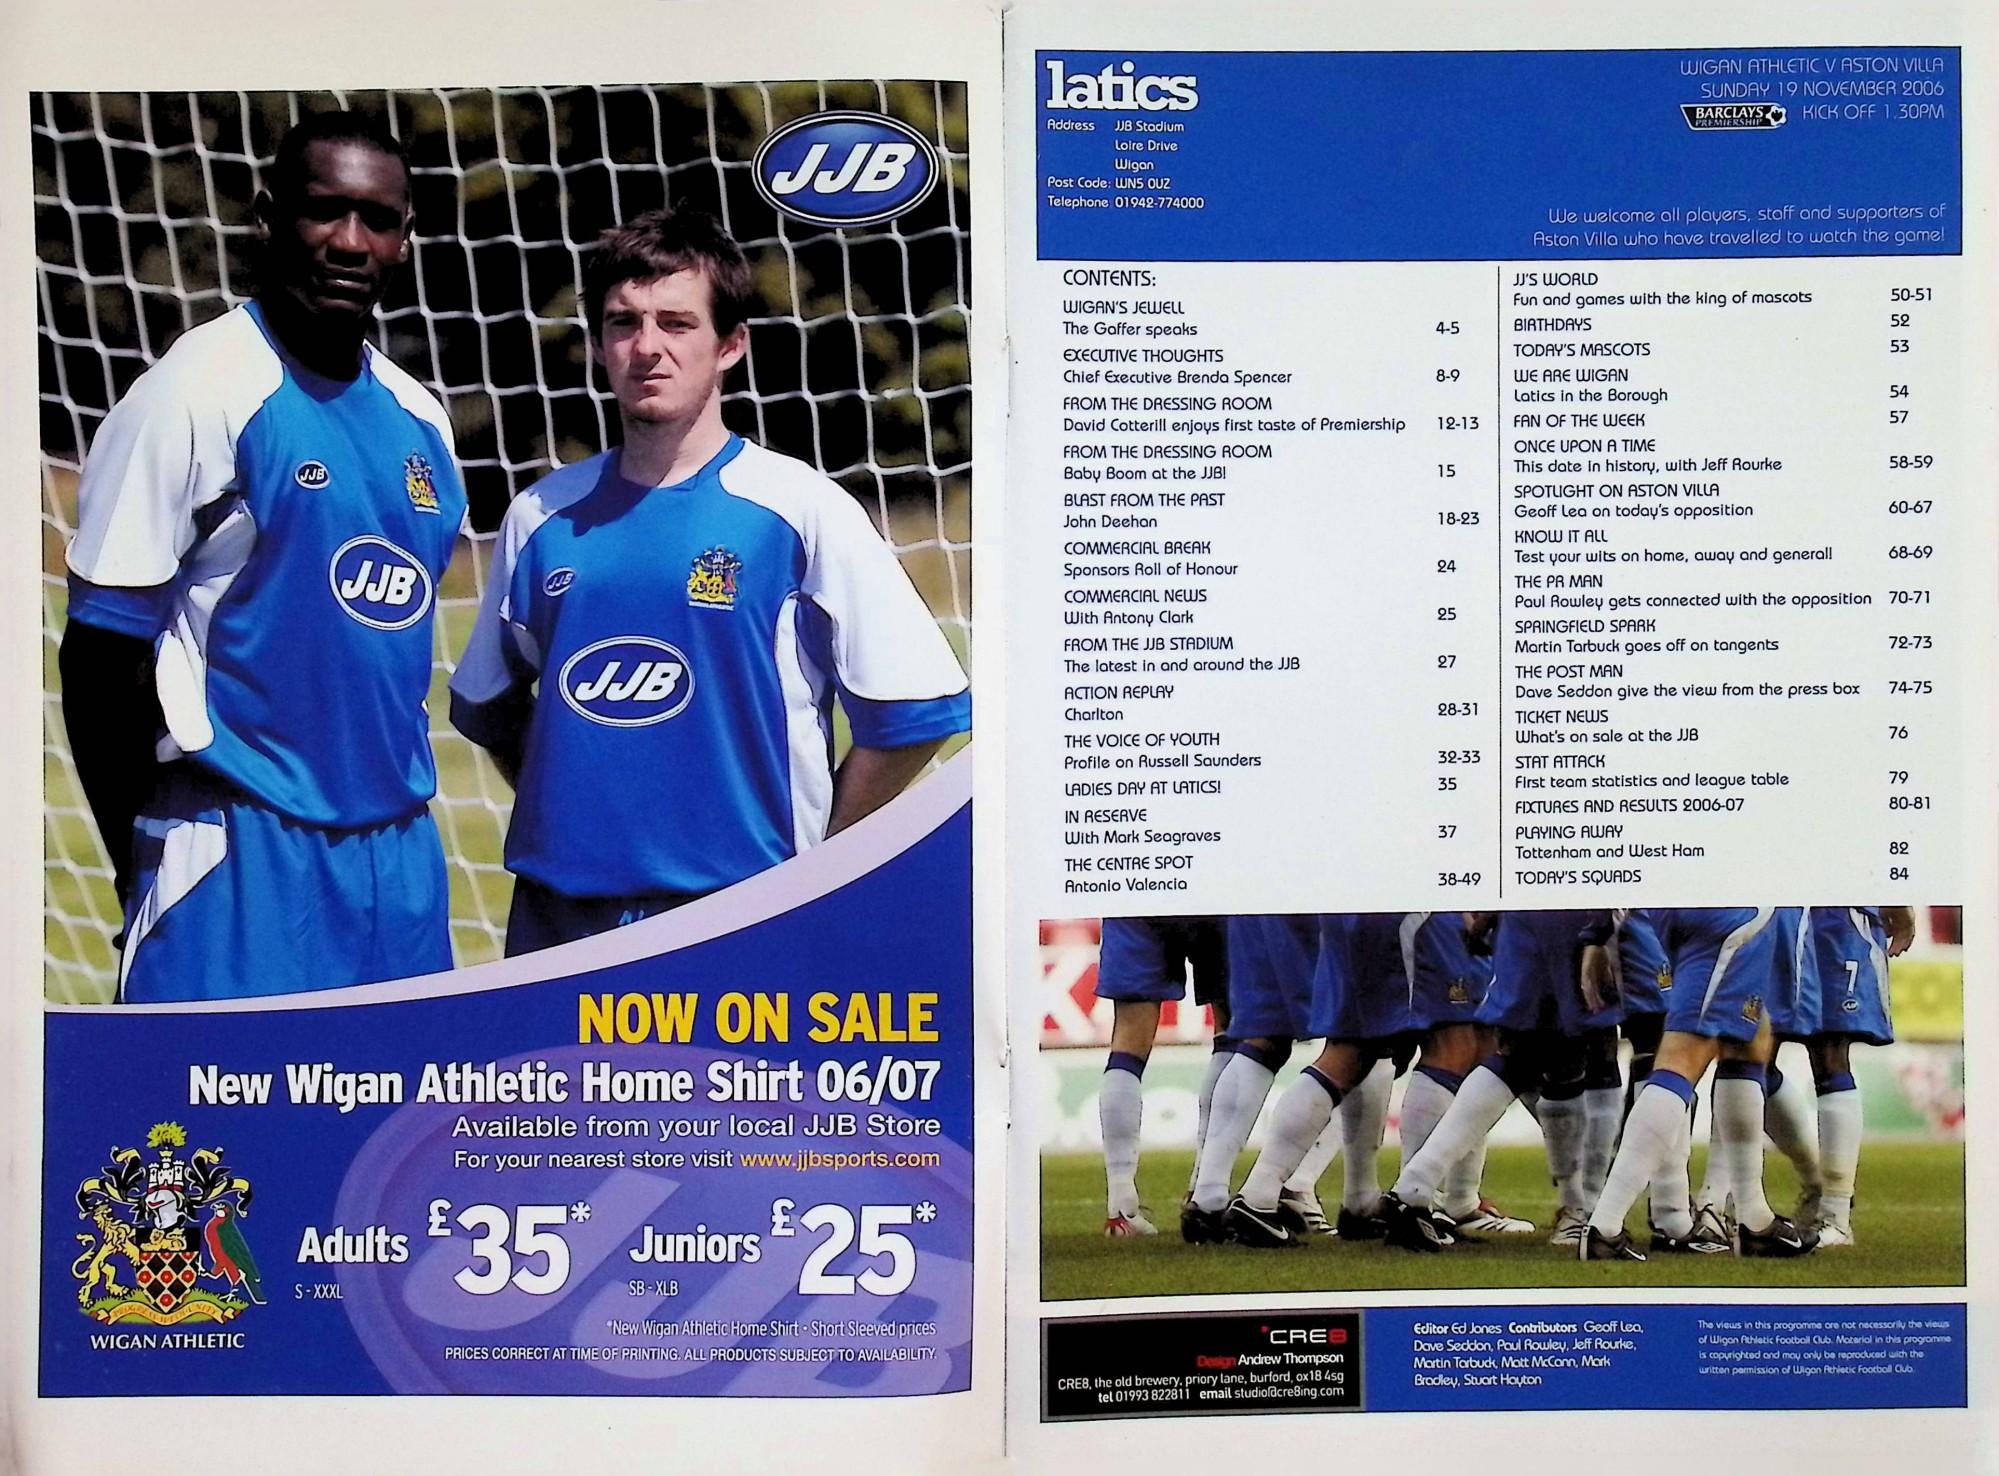 JJB
JJB
JJB
JJB
JJB
WIGAN ATHLETIC
NOW ON SALE
New Wigan Athletic Home Shirt 06/07
Available from your local JJB Store
For your nearest store visit www.jjbsports.com
Adults £35* Juniors £25*
S - XXXL SB - XLB
WIGAN ATHLETIC
*New Wigan Athletic Home Shirt • Short Sleeved prices
PRICES CORRECT AT TIME OF PRINTING. ALL PRODUCTS SUBJECT TO AVAILABILITY.
latics
Address JJB Stadium
Loire Drive
Wigan
Post Code: WN5 0UZ
Telephone 01942-774000
WIGAN ATHLETIC V ASTON VILLA
SUNDAY 19 NOVEMBER 2006
BARCLAYS PREMIERSHIP KICK OFF 1.30PM
We welcome all players, staff and supporters of
Aston Villa who have travelled to watch the game!
CONTENTS:
WIGAN'S JEWELL
The Gaffer speaks 4-5
EXECUTIVE THOUGHTS
Chief Executive Brenda Spencer 8-9
FROM THE DRESSING ROOM
David Cotterill enjoys first taste of Premiership 12-13
FROM THE DRESSING ROOM
Baby Boom at the JJB! 15
BLAST FROM THE PAST
John Deehan 18-23
COMMERCIAL BREAK
Sponsors Roll of Honour 24
COMMERCIAL NEWS
With Antony Clark 25
FROM THE JJB STADIUM
The latest in and around the JJB 27
ACTION REPLAY
Charlton 28-31
THE VOICE OF YOUTH
Profile on Russell Saunders 32-33
LADIES DAY AT LATICS! 35
IN RESERVE
With Mark Seagraves 37
THE CENTRE SPOT
Antonio Valencia 38-49
JJ'S WORLD
Fun and games with the king of mascots 50-51
BIRTHDAYS 52
TODAY'S MASCOTS 53
WE ARE WIGAN
Latics in the Borough 54
FAN OF THE WEEK 57
ONCE UPON A TIME
This date in history, with Jeff Rourke 58-59
SPOTLIGHT ON ASTON VILLA
Geoff Lea on today's opposition 60-67
KNOW IT ALL
Test your wits on home, away and generall 68-69
THE PR MAN
Paul Rowley gets connected with the opposition 70-71
SPRINGFIELD SPARK
Martin Tarbuck goes off on tangents 72-73
THE POST MAN
Dave Seddon give the view from the press box 74-75
TICKET NEWS
What's on sale at the JJB 76
STAT ATTACK
First team statistics and league table 79
FIXTURES AND RESULTS 2006-07 80-81
PLAYING AWAY
Tottenham and West Ham 82
TODAY'S SQUADS 84
7
*CRE8
Design Andrew Thompson
CRE8, the old brewery, priory lane, burford, ox18 4sg
tel 01993 822811 email studio@cre8ing.com
Editor Ed Jones Contributors Geoff Lea,
Dave Seddon, Paul Rowley, Jeff Rourke,
Martin Tarbuck, Matt McCann, Mark
Bradley, Stuart Hayton
The views in this programme are not necessarily the views
of Wigan Athletic Football Club. Material in this programme
is copyrighted and may only be reproduced with the
written permission of Wigan Athletic Football Club.